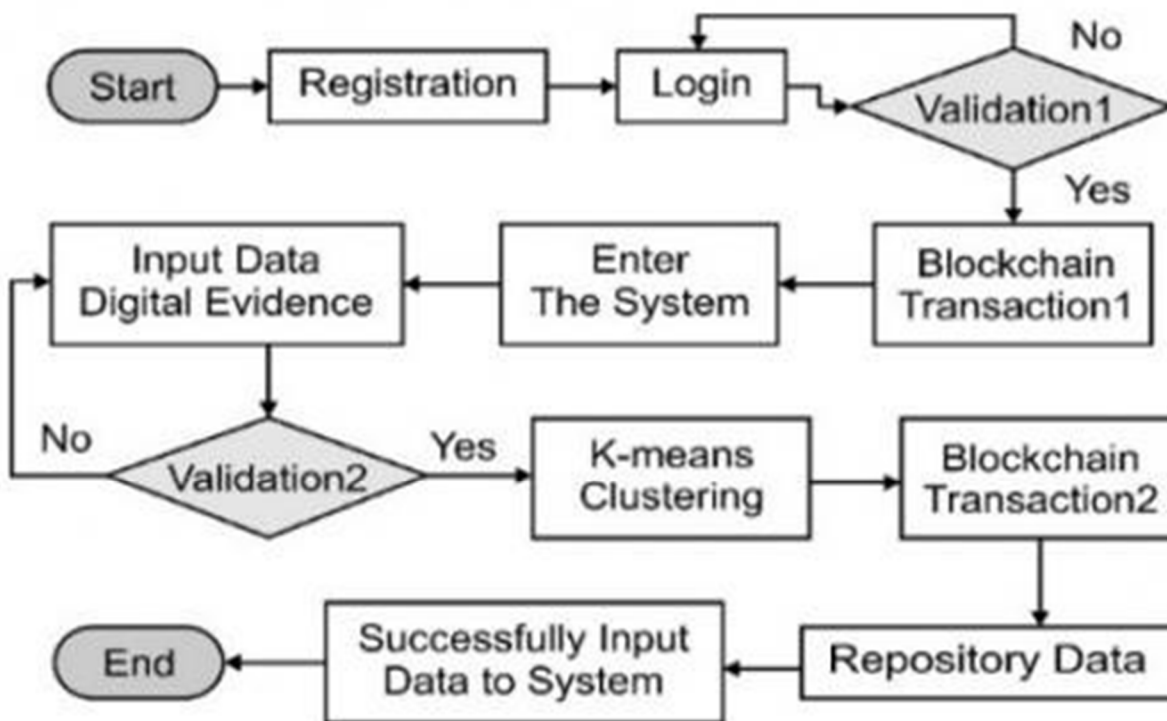 Start
Registration
Login
Validation1
No
Yes
Blockchain
Transaction1
Enter
The System
Input Data
Digital Evidence
No
Validation2
Yes
K-means
Clustering
Blockchain
Transaction2
Repository Data
Successfully Input
Data to System
End